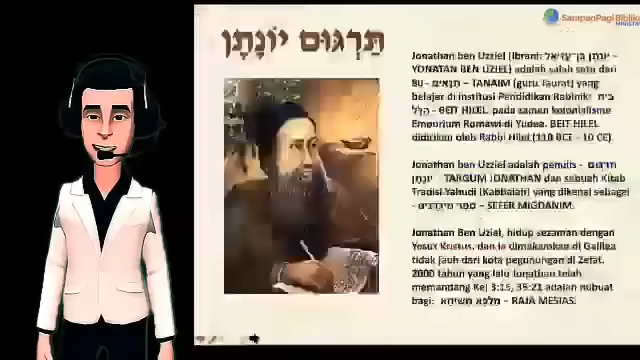 SarapanPagi Biblika
MINISTRY
תַּרְגּוּם יוֹנָתָן
Jonathan ben Uzziel (Ibrani: יונתן בן־עזיאל –
YONATAN BEN UZIEL) adalah salah satu dari
80 - תנאים – TANAIM (guru Taurat) yang
belajar di institusi Pendidikan Rabinik: בית
הלל - BEIT HILEL, pada zaman kolonialisme
Emporium Romawi di Yudea. BEIT HILEL
didirikan oleh Rabbi Hilel (110 BCE - 10 CE).
Jonathan ben Uzziel adalah penulis - תרגום
יונתן TARGUM JONATHAN dan sebuah Kitab
Tradisi Yahudi (Kabbalah) yang dikenal sebagai
- ספר מיגדנים – SEFER MIGDANIM.
Jonathan Ben Uziel, hidup sezaman dengan
Yesus Kristus, dan Ia dimakamkan di Galilea
tidak jauh dari kota pegunungan di Zefat.
2000 tahun yang lalu Jonathan telah
memandang Kej 3:15, 35:21 adalah nubuat
bagi: מלכא משיחא – RAJA MESIAS.